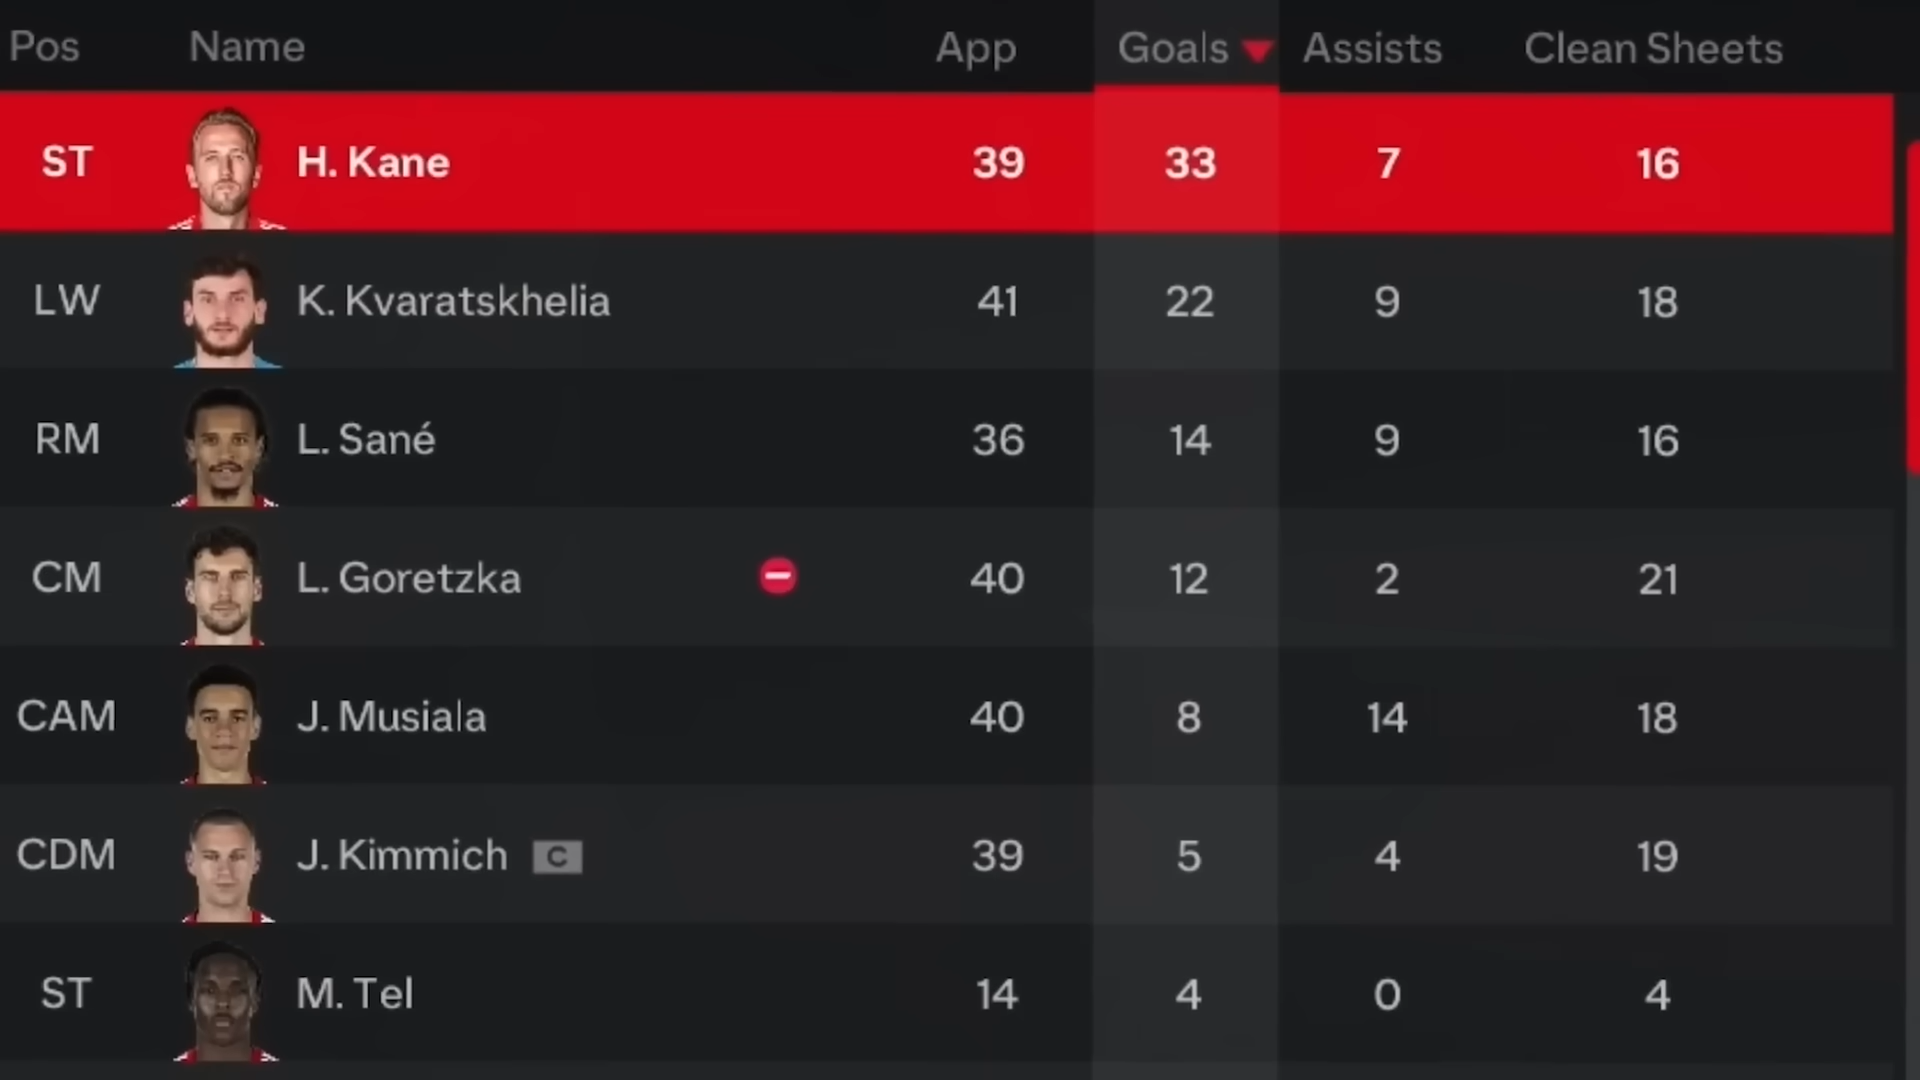 Pos Name App Goals Assists Clean Sheets
ST H. Kane 39 33 7 16
LW K. Kvaratskhelia 41 22 9 18
RM L. Sané 36 14 9 16
CM L. Goretzka 40 12 2 21
CAM J. Musiala 40 8 14 18
CDM J. Kimmich C 39 5 4 19
ST M. Tel 14 4 0 4